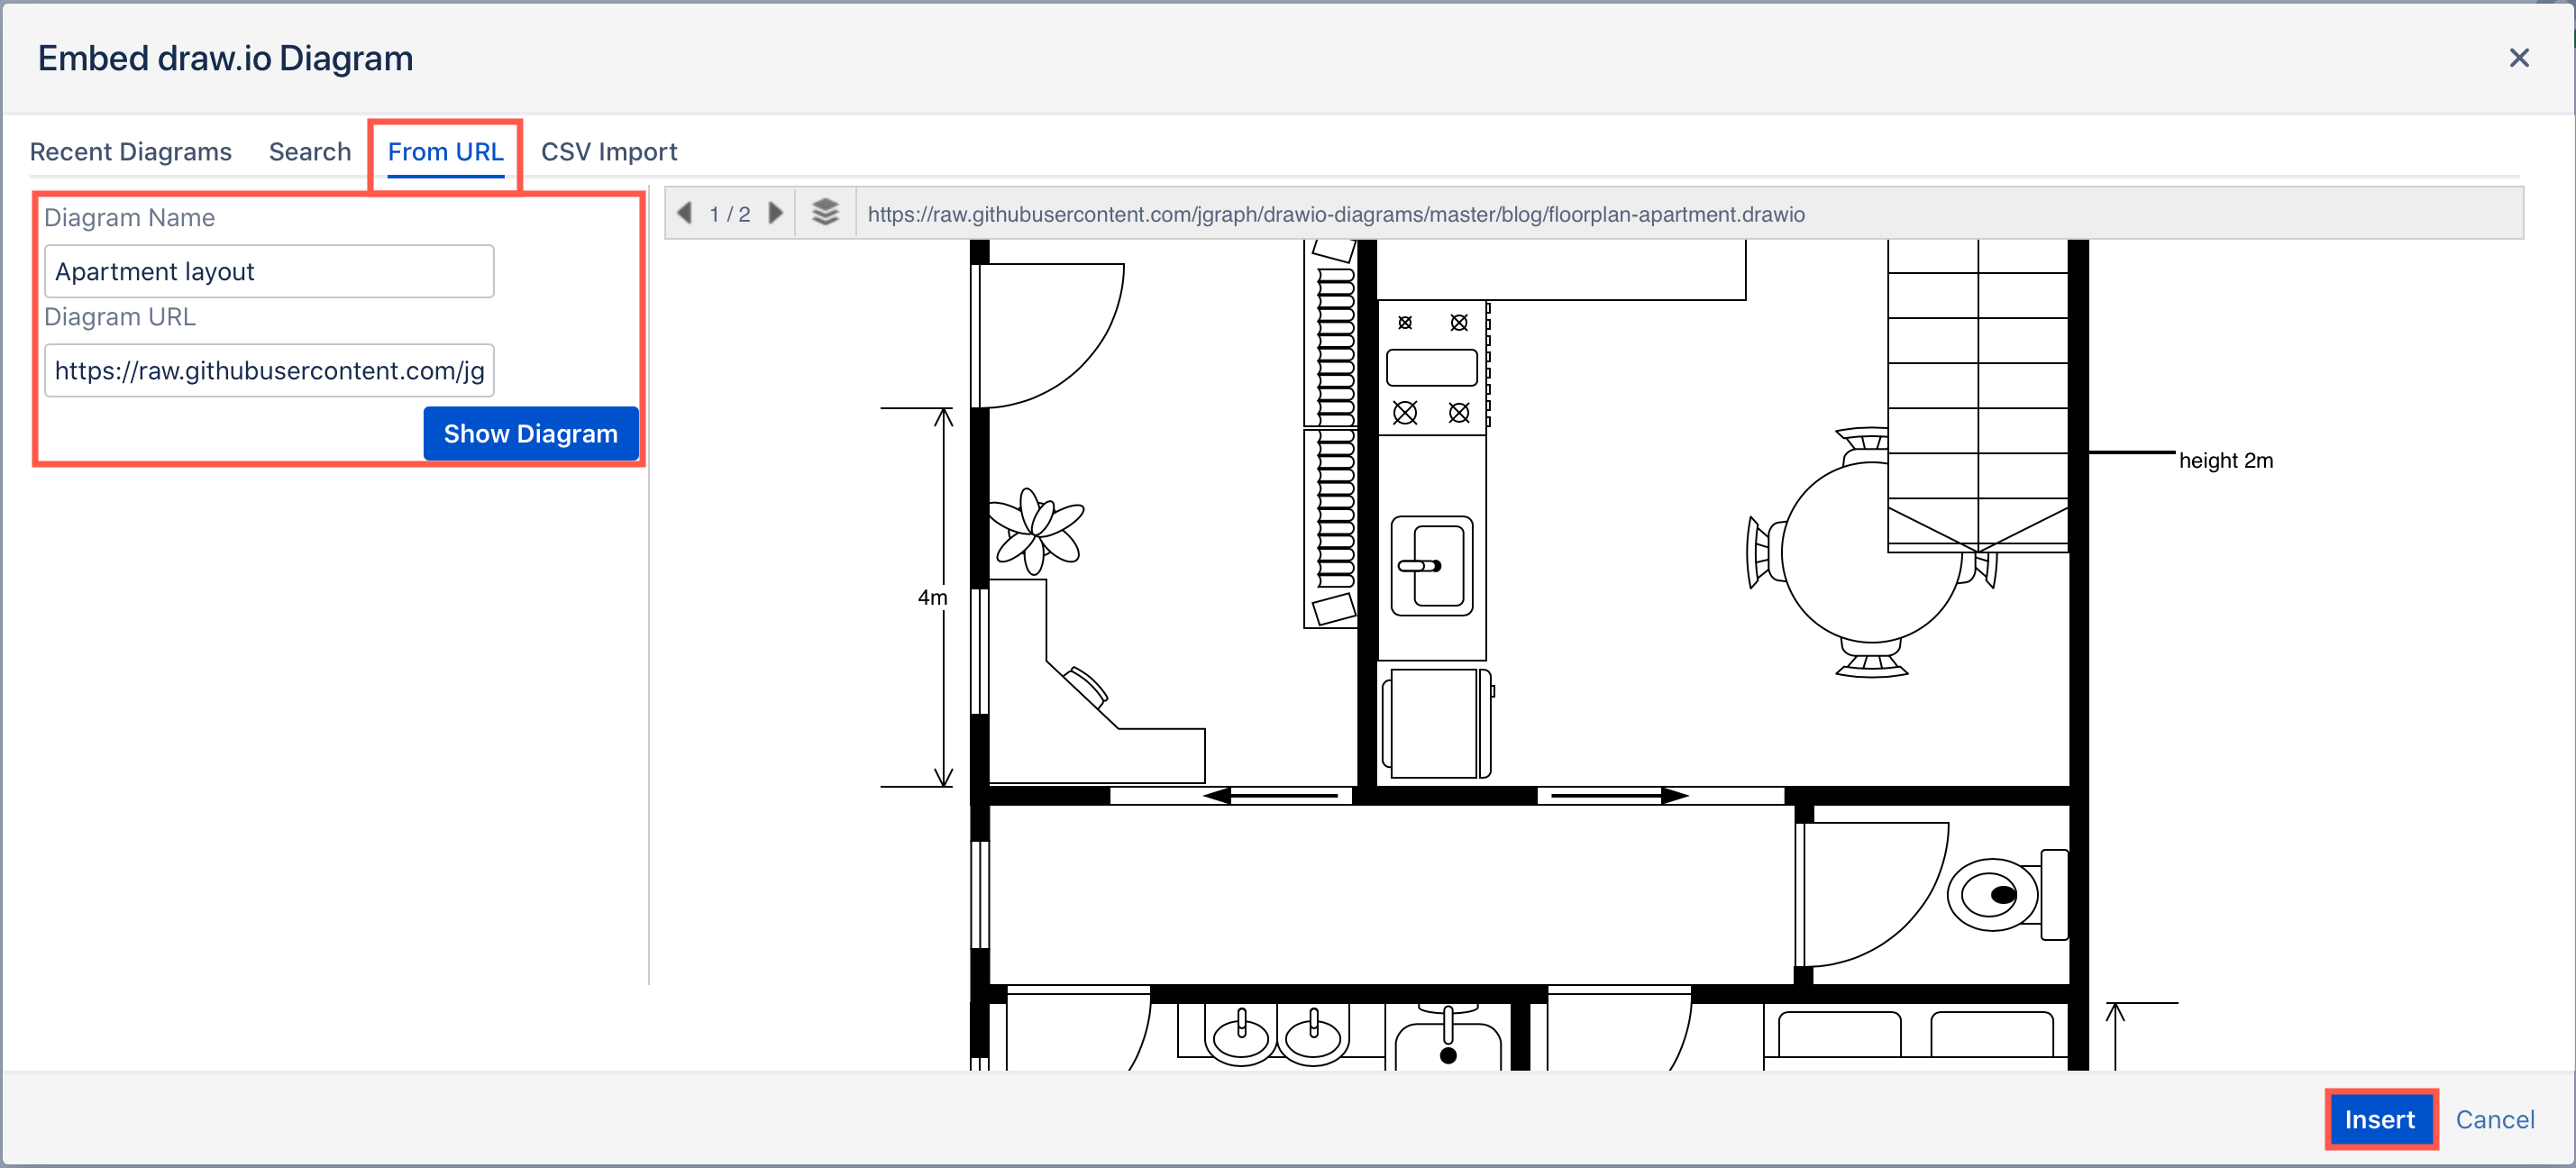 Embed draw.io Diagram
Recent Diagrams
Search
From URL
CSV Import
Diagram Name
Apartment layout
Diagram URL
https://raw.githubusercontent.com/jg
Show Diagram
1 / 2
https://raw.githubusercontent.com/jgraph/drawio-diagrams/master/blog/floorplan-apartment.drawio
height 2m
4m
Insert
Cancel